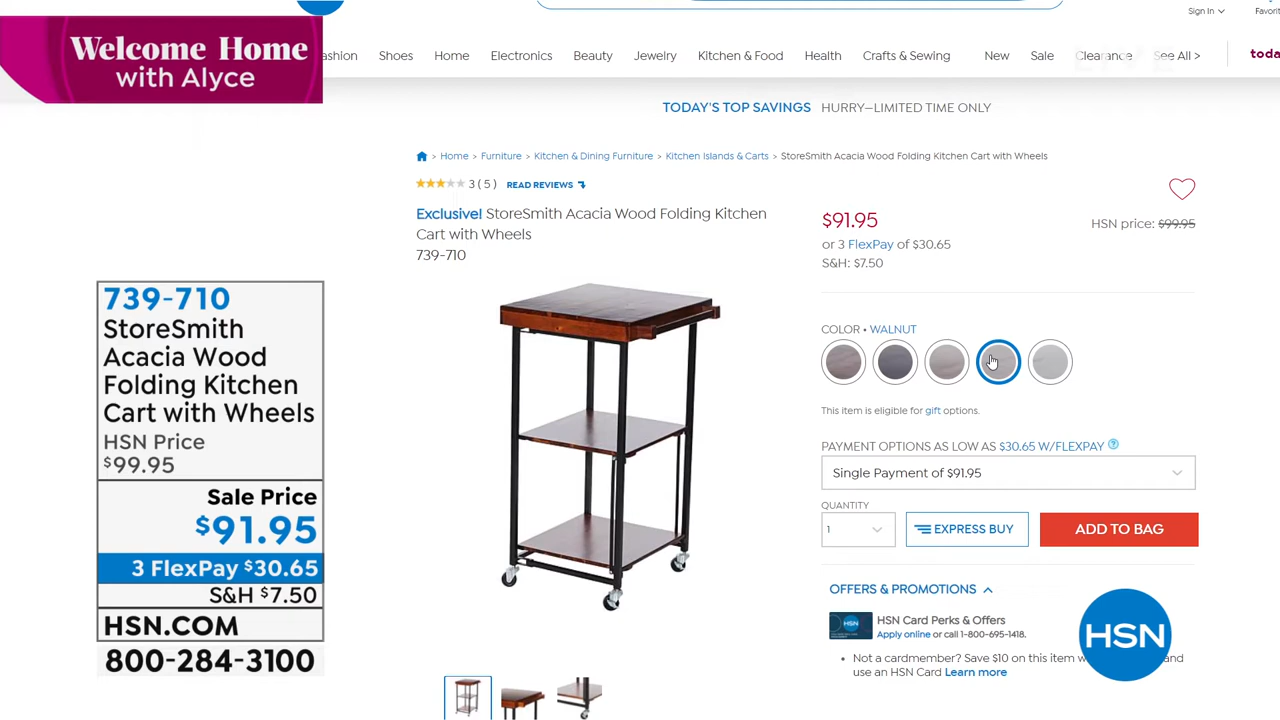 Welcome Home
with Alyce
Sign In
ashion Shoes Home Electronics Beauty Jewelry Kitchen & Food Health Crafts & Sewing New Sale Clearance See All >
TODAY'S TOP SAVINGS HURRY—LIMITED TIME ONLY
> Home > Furniture > Kitchen & Dining Furniture > Kitchen Islands & Carts > StoreSmith Acacia Wood Folding Kitchen Cart with Wheels
3 ( 5 ) READ REVIEWS
Exclusive! StoreSmith Acacia Wood Folding Kitchen
Cart with Wheels
739-710
$91.95
HSN price: $99.95
or 3 FlexPay of $30.65
S&H: $7.50
COLOR • WALNUT
This item is eligible for gift options.
PAYMENT OPTIONS AS LOW AS $30.65 W/FLEXPAY ?
Single Payment of $91.95
QUANTITY
1
EXPRESS BUY
ADD TO BAG
OFFERS & PROMOTIONS
HSN
HSN Card Perks & Offers
Apply online or call 1-800-695-1418.
• Not a cardmember? Save $10 on this item and
use an HSN Card Learn more
HSN
739-710
StoreSmith
Acacia Wood
Folding Kitchen
Cart with Wheels
HSN Price
$99.95
Sale Price
$91.95
3 FlexPay $30.65
S&H $7.50
HSN.COM
800-284-3100